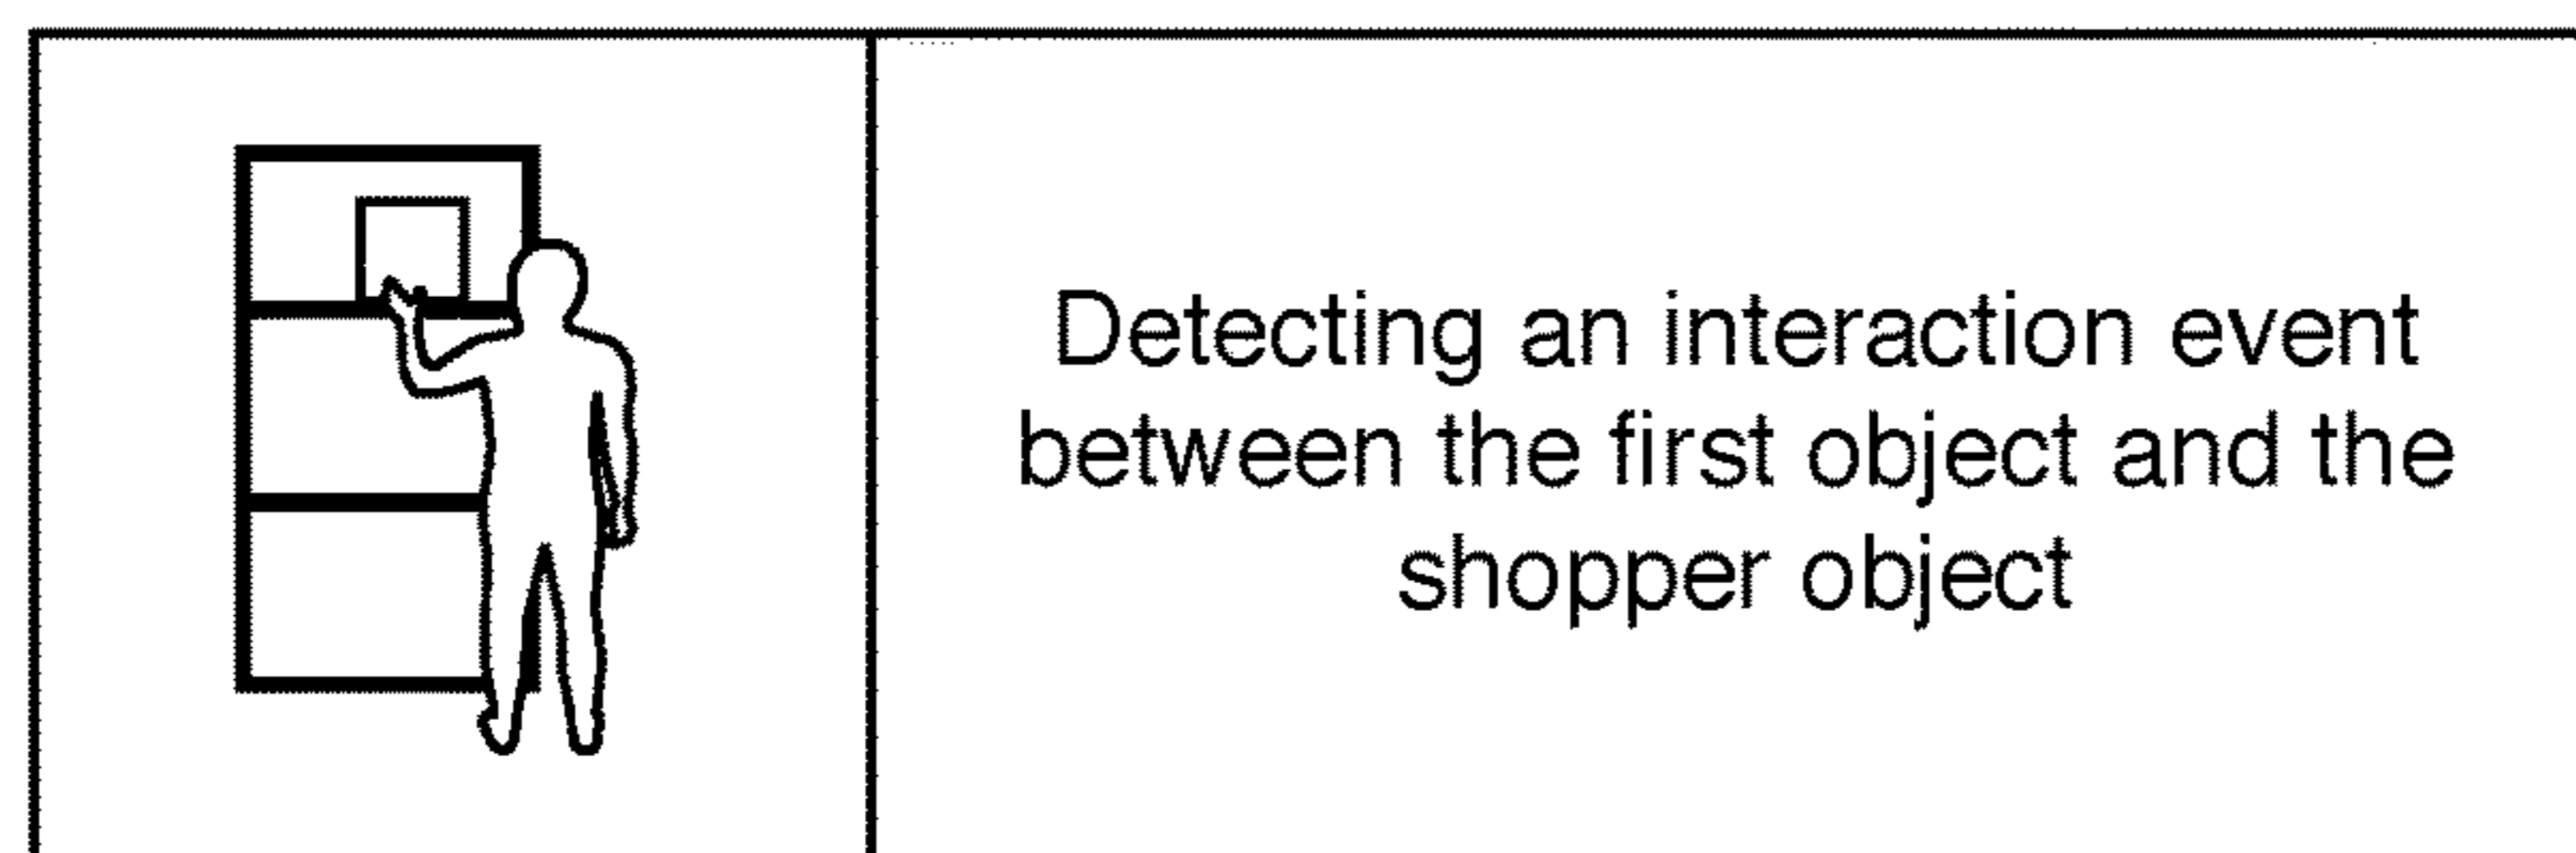 Detecting an interaction event
between the first object and the
shopper object